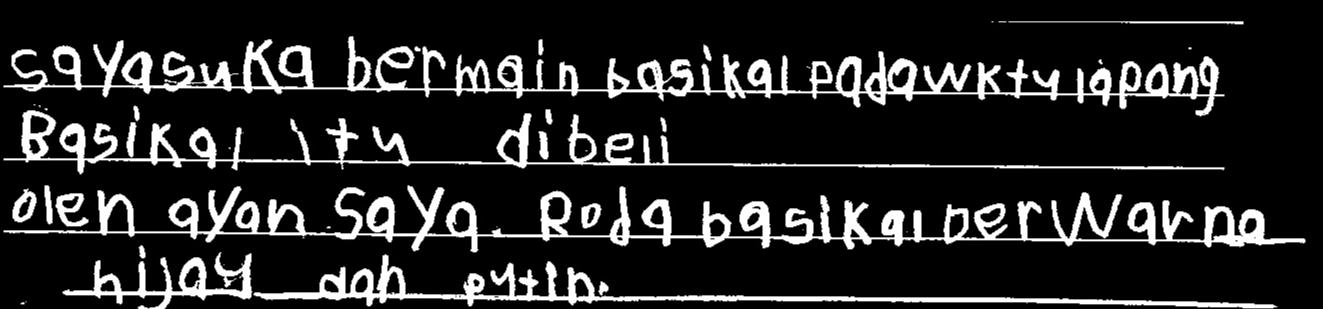 sayasuka bermain basikal padawktu lapang
Basikal itu dibeli
oleh ayah saya. Roda basikal berwarna
hijau dan putih.